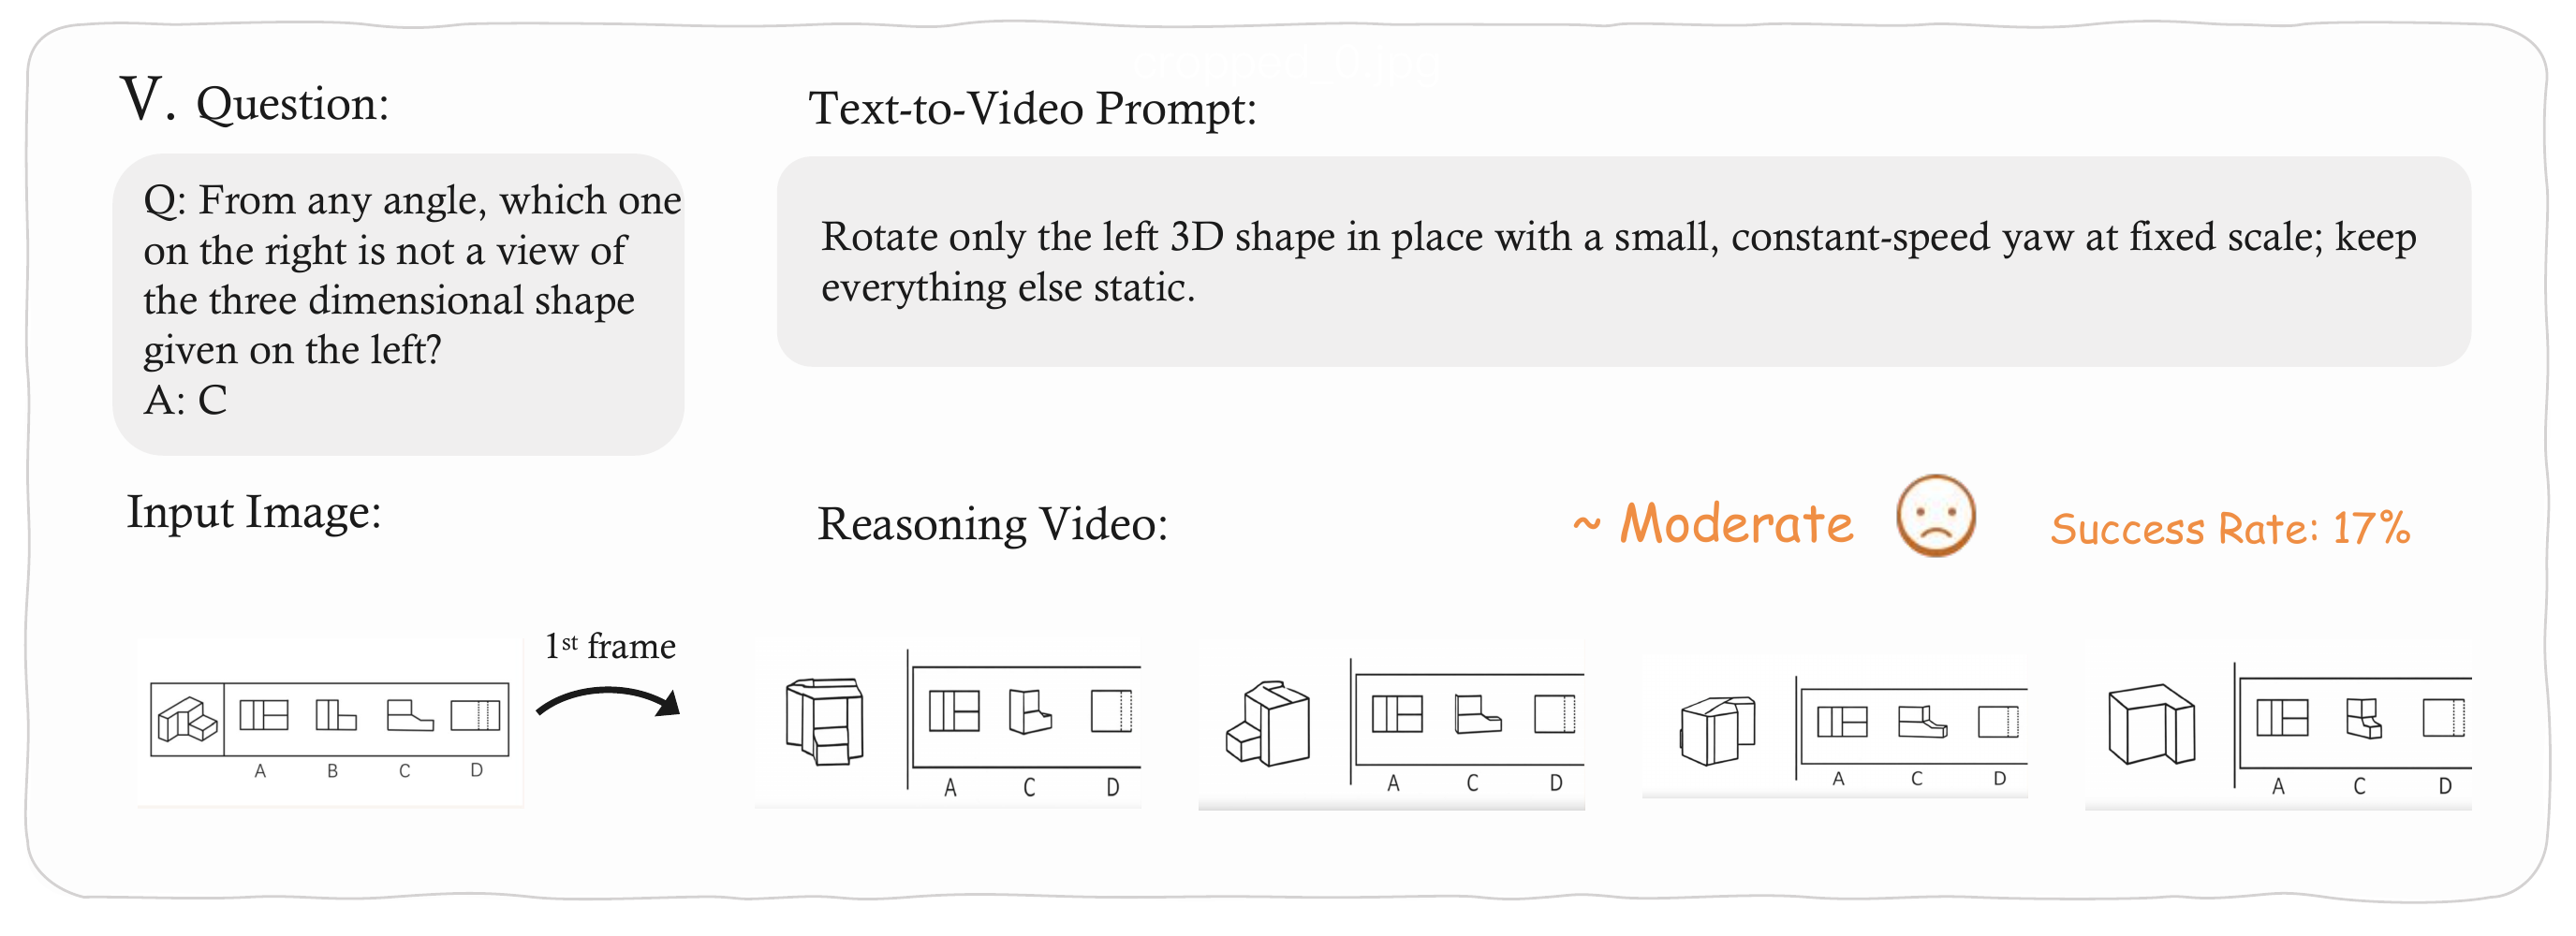 cropped_0.jpg
V. Question:
Text-to-Video Prompt:
Q: From any angle, which one
on the right is not a view of
the three dimensional shape
given on the left?
A: C
Rotate only the left 3D shape in place with a small, constant-speed yaw at fixed scale; keep
everything else static.
Input Image:
Reasoning Video:
~ Moderate
Success Rate: 17%
1st frame
A B C D
A C D
A C D
A C D
A C D